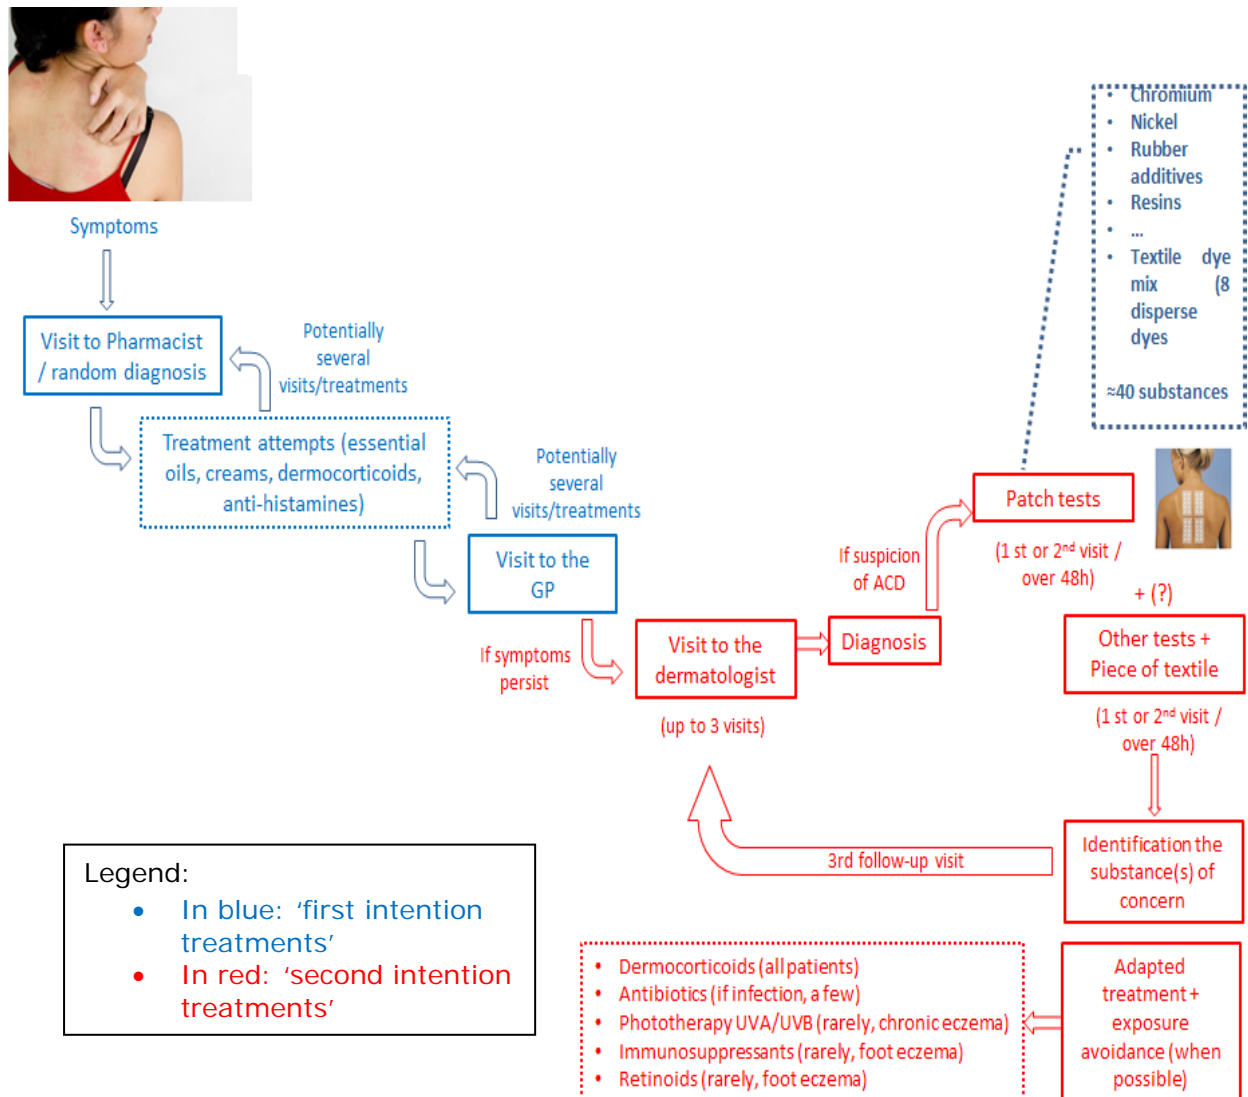 Symptoms
Visit to Pharmacist
/ random diagnosis
Potentially
several
visits/treatments
Treatment attempts (essential
oils, creams, dermocorticoids,
anti-histamines)
Potentially
several
visits/treatments
Visit to the
GP
If symptoms
persist
Visit to the
dermatologist
(up to 3 visits)
Diagnosis
If suspicion
of ACD
Patch tests
(1 st or 2nd visit /
over 48h)
• Chromium
• Nickel
• Rubber
additives
• Resins
• ...
• Textile dye
mix (8
disperse
dyes
≈40 substances
+ (?)
Other tests +
Piece of textile
(1 st or 2nd visit /
over 48h)
Identification the
substance(s) of
concern
3rd follow-up visit
Adapted
treatment +
exposure
avoidance (when
possible)
• Dermocorticoids (all patients)
• Antibiotics (if infection, a few)
• Phototherapy UVA/UVB (rarely, chronic eczema)
• Immunosuppressants (rarely, foot eczema)
• Retinoids (rarely, foot eczema)
Legend:
• In blue: ‘first intention
treatments’
• In red: ‘second intention
treatments’